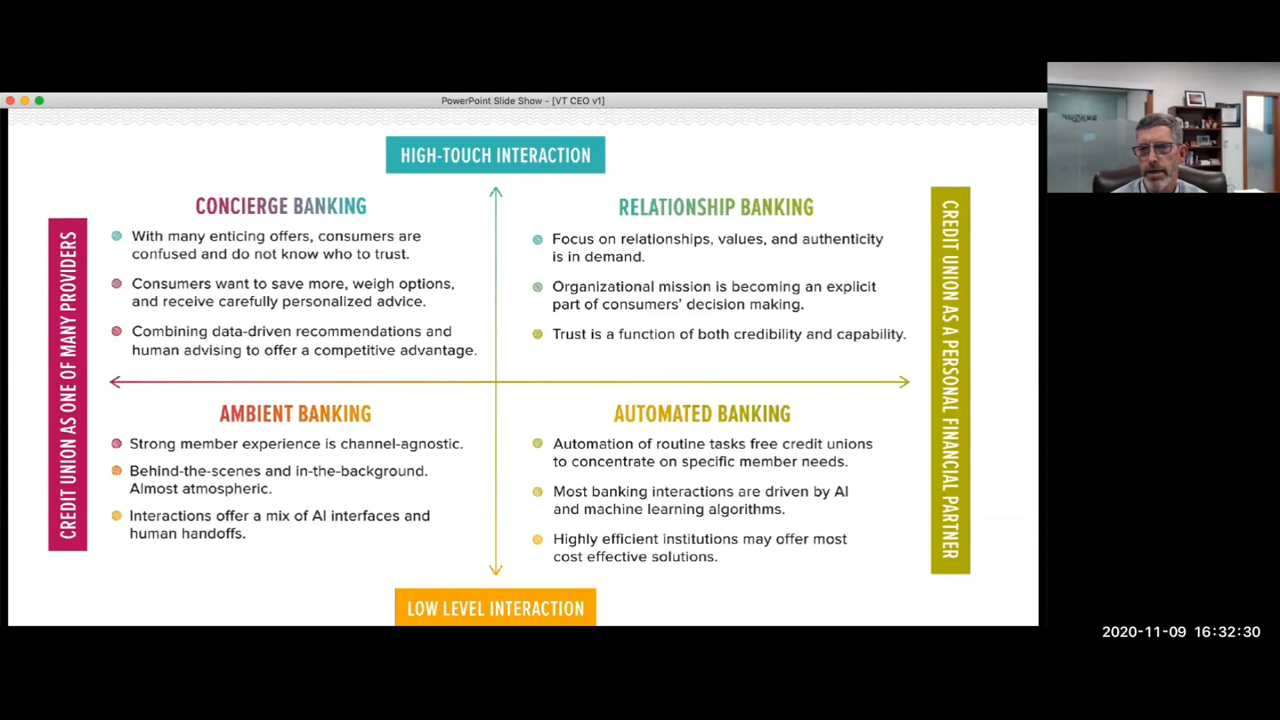 PowerPoint Slide Show - [VT CEO v1]
HIGH-TOUCH INTERACTION
CREDIT UNION AS ONE OF MANY PROVIDERS
CONCIERGE BANKING
With many enticing offers, consumers are
confused and do not know who to trust.
Consumers want to save more, weigh options,
and receive carefully personalized advice.
Combining data-driven recommendations and
human advising to offer a competitive advantage.
RELATIONSHIP BANKING
Focus on relationships, values, and authenticity
is in demand.
Organizational mission is becoming an explicit
part of consumers' decision making.
Trust is a function of both credibility and capability.
CREDIT UNION AS A PERSONAL FINANCIAL PARTNER
AMBIENT BANKING
Strong member experience is channel-agnostic.
Behind-the-scenes and in-the-background.
Almost atmospheric.
Interactions offer a mix of AI interfaces and
human handoffs.
AUTOMATED BANKING
Automation of routine tasks free credit unions
to concentrate on specific member needs.
Most banking interactions are driven by AI
and machine learning algorithms.
Highly efficient institutions may offer most
cost effective solutions.
LOW LEVEL INTERACTION
2020-11-09 16:32:30